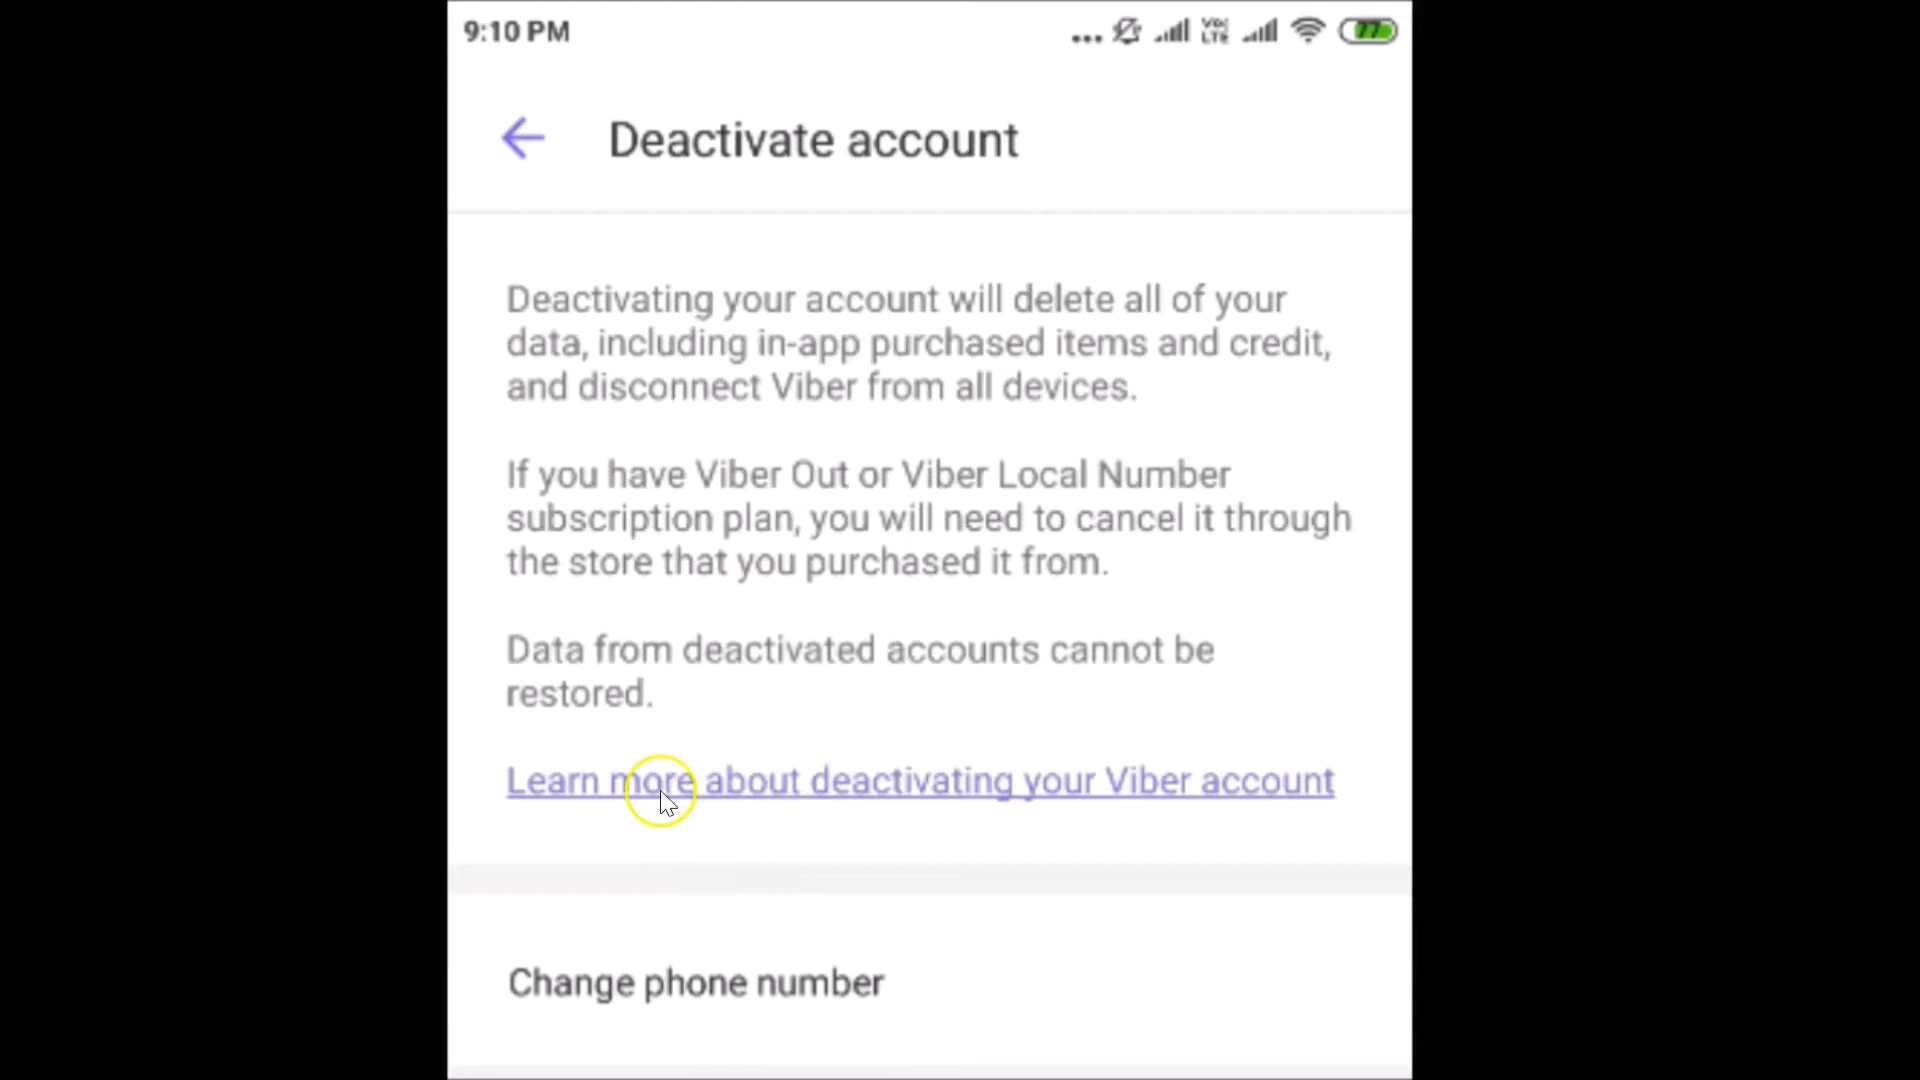 9:10 PM
... Vo) LTE 77
Deactivate account
Deactivating your account will delete all of your
data, including in-app purchased items and credit,
and disconnect Viber from all devices.
If you have Viber Out or Viber Local Number
subscription plan, you will need to cancel it through
the store that you purchased it from.
Data from deactivated accounts cannot be
restored.
Learn more about deactivating your Viber account
Change phone number